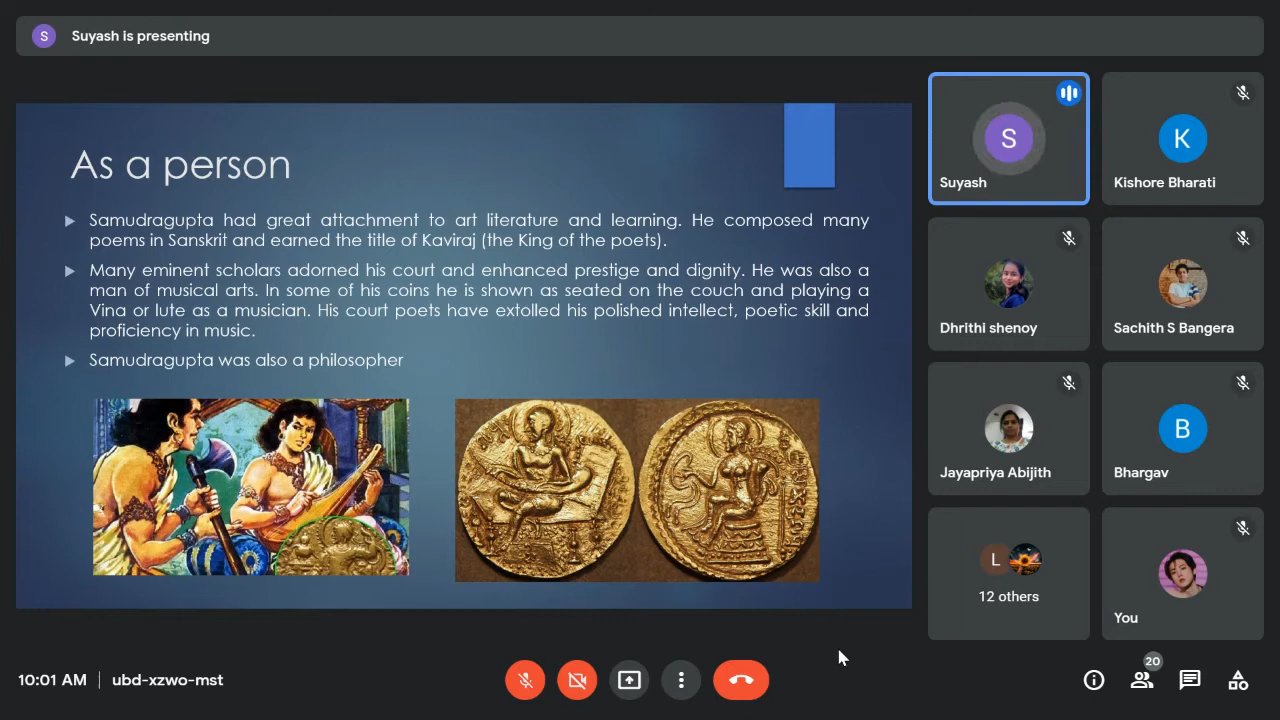 S
Suyash is presenting
As a person
Samudragupta had great attachment to art literature and learning. He composed many
poems in Sanskrit and earned the title of Kaviraj (the King of the poets).
Many eminent scholars adorned his court and enhanced prestige and dignity. He was also a
man of musical arts. In some of his coins he is shown as seated on the couch and playing a
Vina or lute as a musician. His court poets have extolled his polished intellect, poetic skill and
proficiency in music.
Samudragupta was also a philosopher
S
Suyash
K
Kishore Bharati
Dhrithi shenoy
Sachith S Bangera
Jayapriya Abijith
B
Bhargav
L
12 others
You
10:01 AM
ubd-xzwo-mst
20